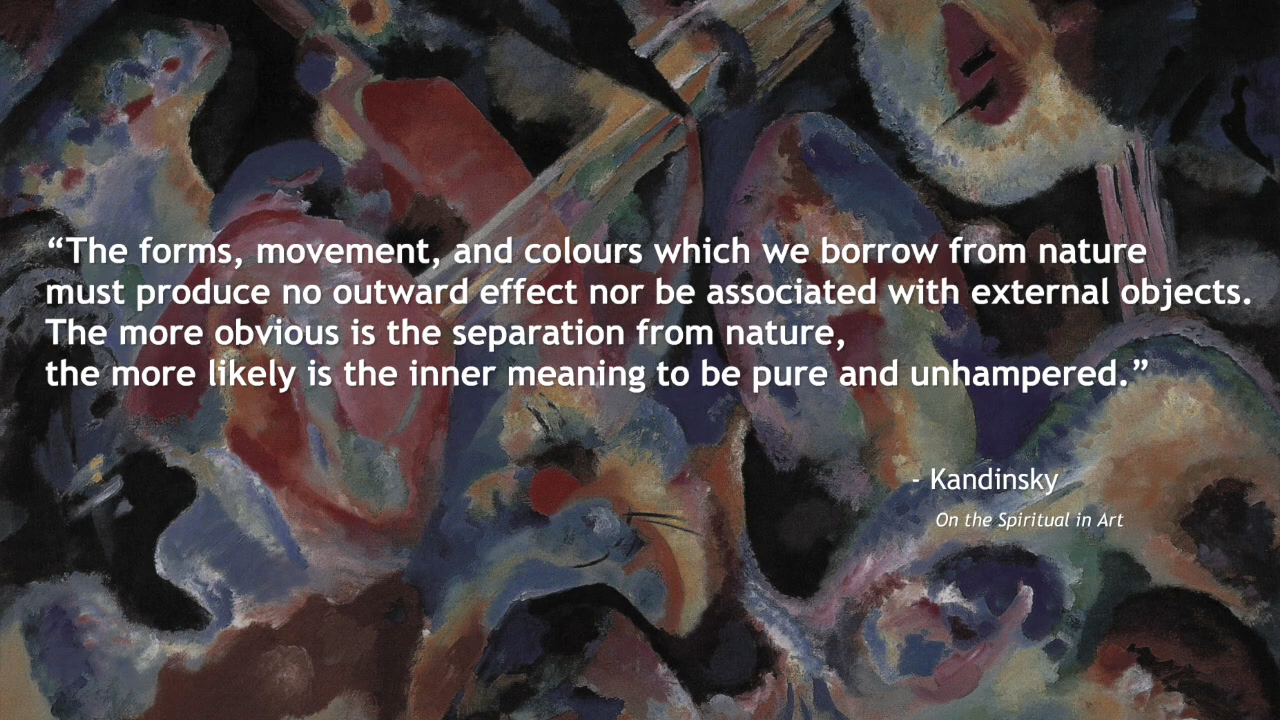 “The forms, movement, and colours which we borrow from nature
must produce no outward effect nor be associated with external objects.
The more obvious is the separation from nature,
the more likely is the inner meaning to be pure and unhampered.”
- Kandinsky
On the Spiritual in Art